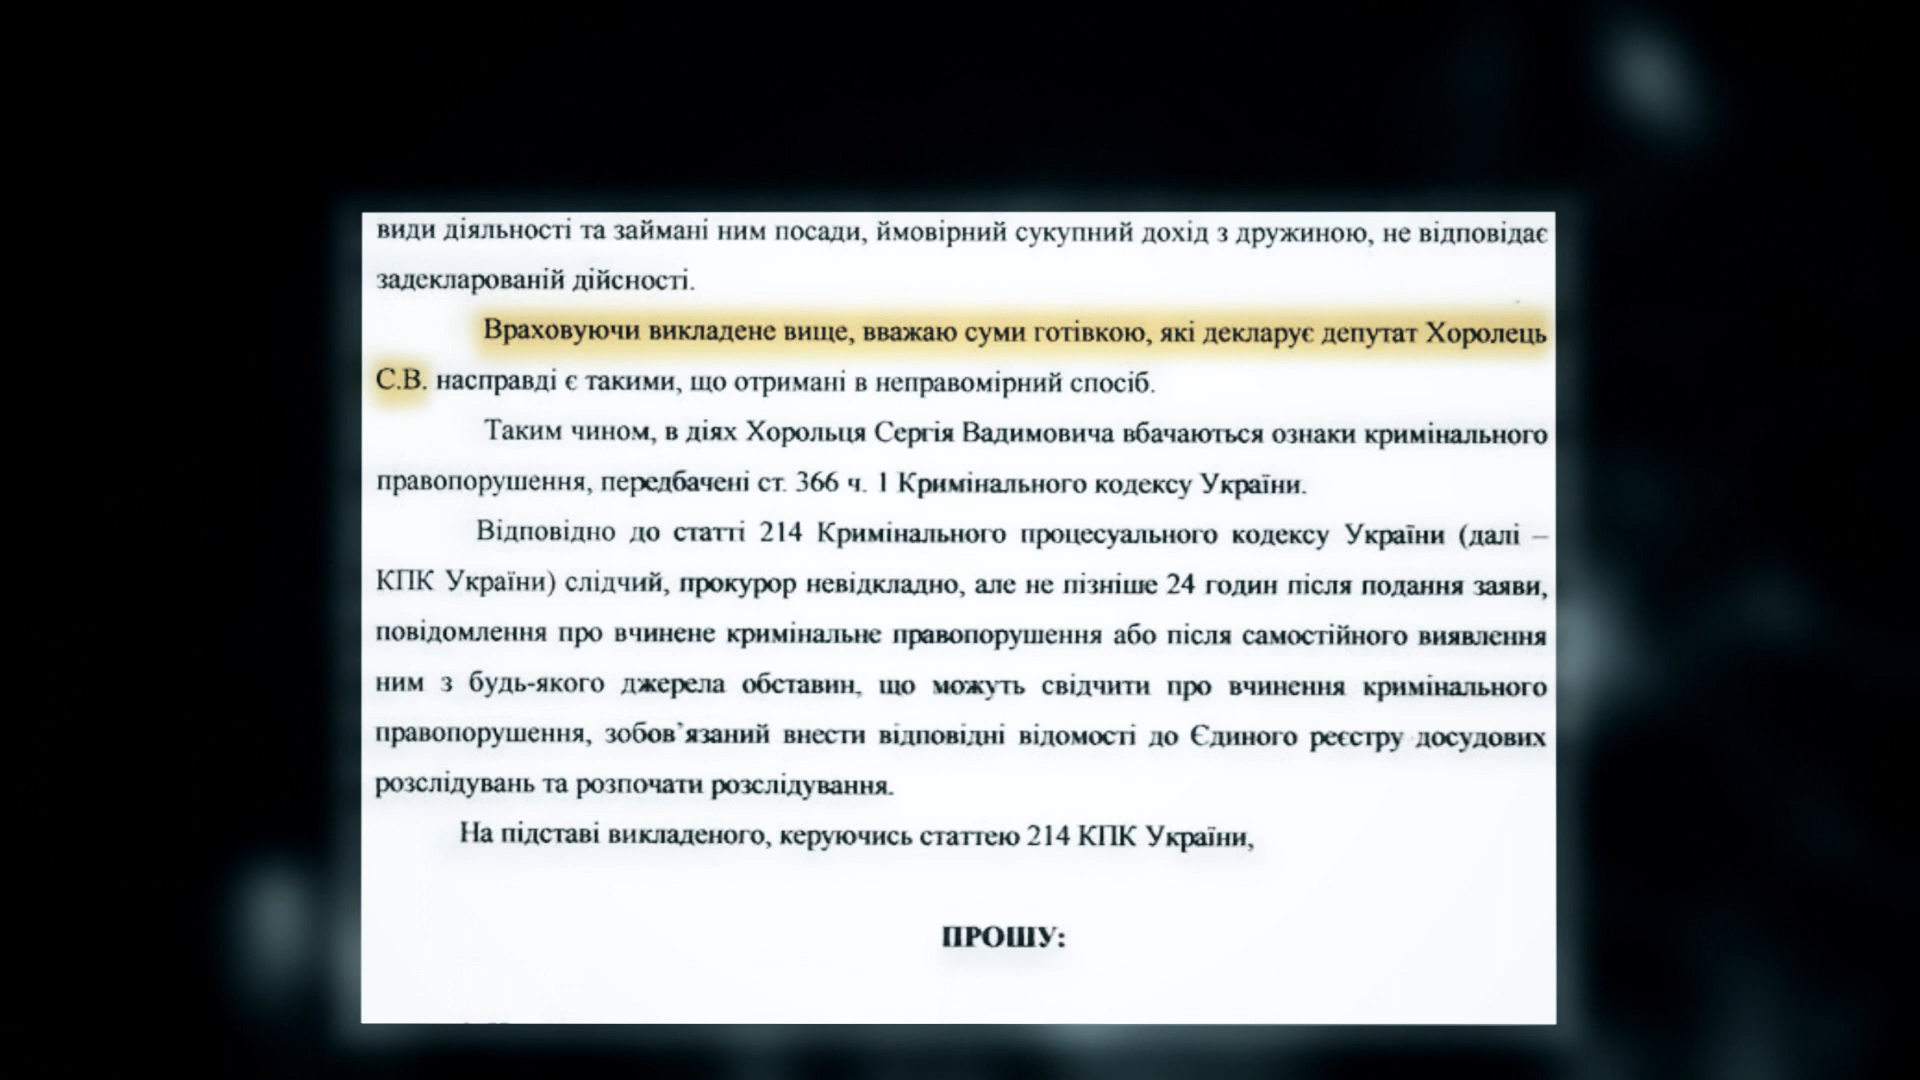 види діяльності та займані ним посади, ймовірний сукупний дохід з дружиною, не відповідає
задекларованій дійсності.
Враховуючи викладене вище, вважаю суми готівкою, які декларує депутат Хоролець
С.В. насправді є такими, що отримані в неправомірний спосіб.
Таким чином, в діях Хорольця Сергія Вадимовича вбачаються ознаки кримінального
правопорушення, передбачені ст. 366 ч. 1 Кримінального кодексу України.
Відповідно до статті 214 Кримінального процесуального кодексу України (далі –
КПК України) слідчий, прокурор невідкладно, але не пізніше 24 годин після подання заяви,
повідомлення про вчинене кримінальне правопорушення або після самостійного виявлення
ним з будь-якого джерела обставин, що можуть свідчити про вчинення кримінального
правопорушення, зобов’язаний внести відповідні відомості до Єдиного реєстру досудових
розслідувань та розпочати розслідування.
На підставі викладеного, керуючись статтею 214 КПК України,
ПРОШУ: